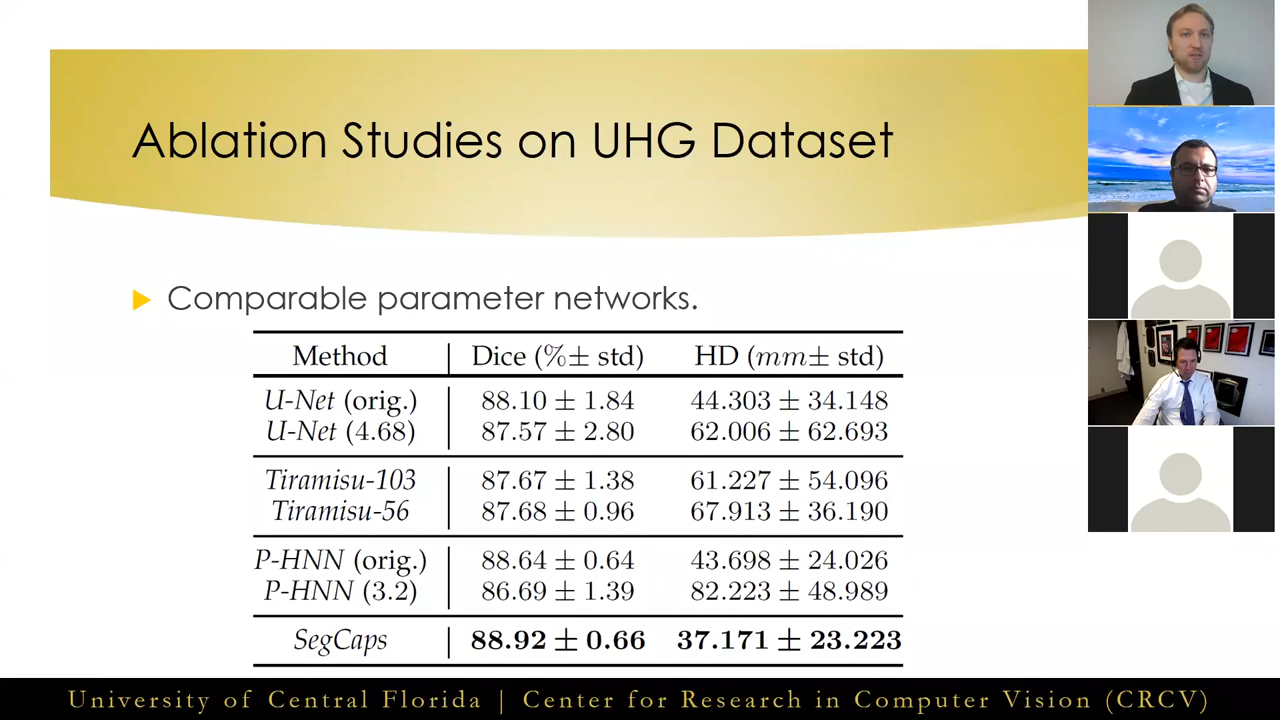 Ablation Studies on UHG Dataset
Comparable parameter networks.
Method Dice (%± std) HD (mm± std)
U-Net (orig.) 88.10 ± 1.84 44.303 ± 34.148
U-Net (4.68) 87.57 ± 2.80 62.006 ± 62.693
Tiramisu-103 87.67 ± 1.38 61.227 ± 54.096
Tiramisu-56 87.68 ± 0.96 67.913 ± 36.190
P-HNN (orig.) 88.64 ± 0.64 43.698 ± 24.026
P-HNN (3.2) 86.69 ± 1.39 82.223 ± 48.989
SegCaps 88.92 ± 0.66 37.171 ± 23.223
University of Central Florida | Center for Research in Computer Vision (CRCV)